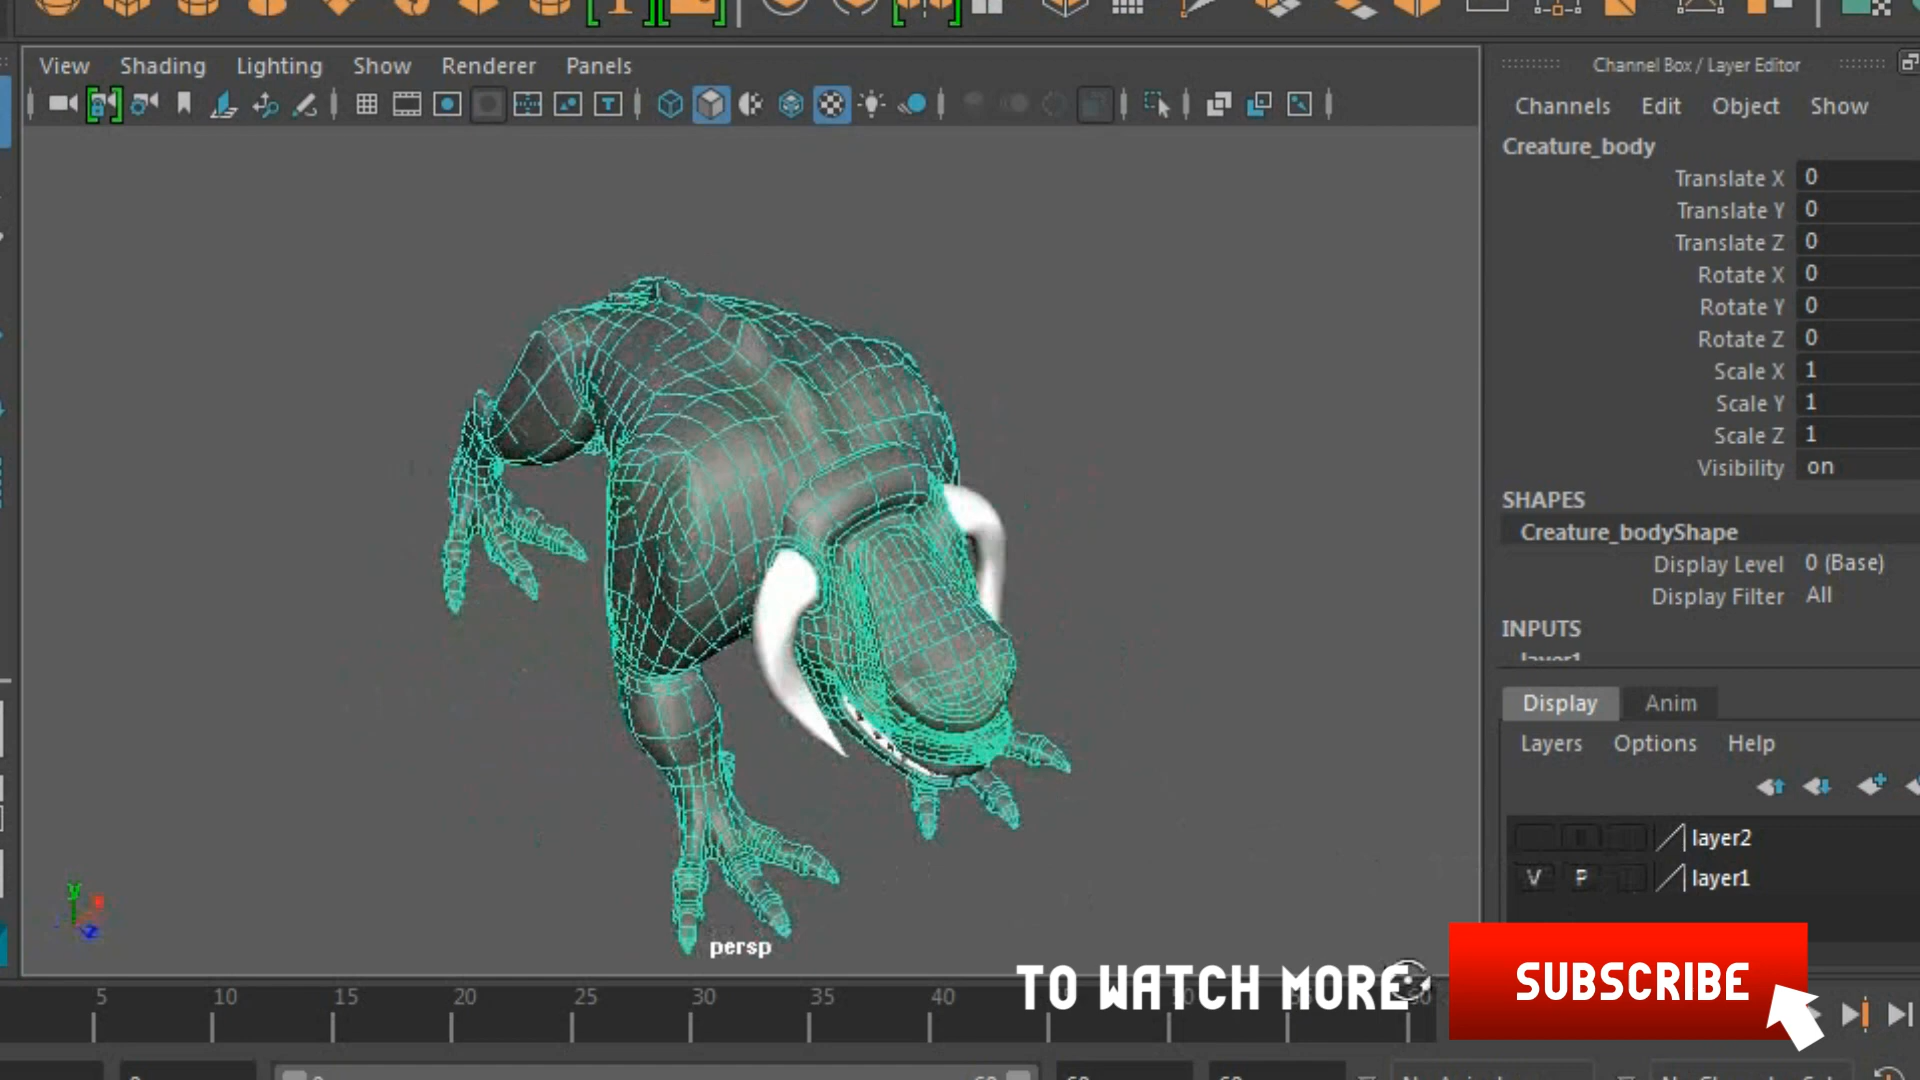 View Shading Lighting Show Renderer Panels
Channel Box / Layer Editor
Channels Edit Object Show
Creature_body
Translate X 0
Translate Y 0
Translate Z 0
Rotate X 0
Rotate Y 0
Rotate Z 0
Scale X 1
Scale Y 1
Scale Z 1
Visibility on
SHAPES
Creature_bodyShape
Display Level 0 (Base)
Display Filter All
INPUTS
layer1
Display Anim
Layers Options Help
layer2
V P layer1
persp
5 10 15 20 25 30 35 40
TO WATCH MORE
SUBSCRIBE